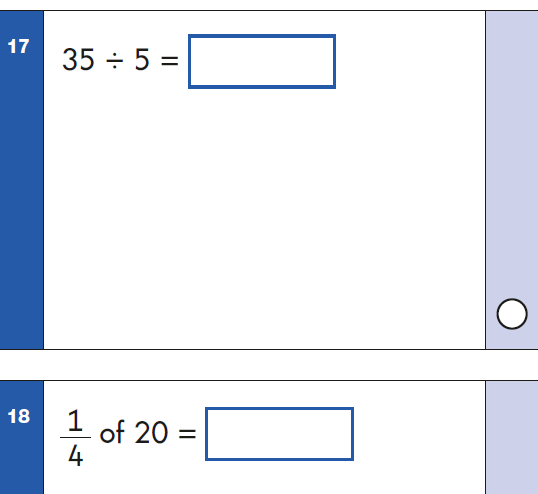 17
35 ÷ 5 =
18
1/4 of 20 =